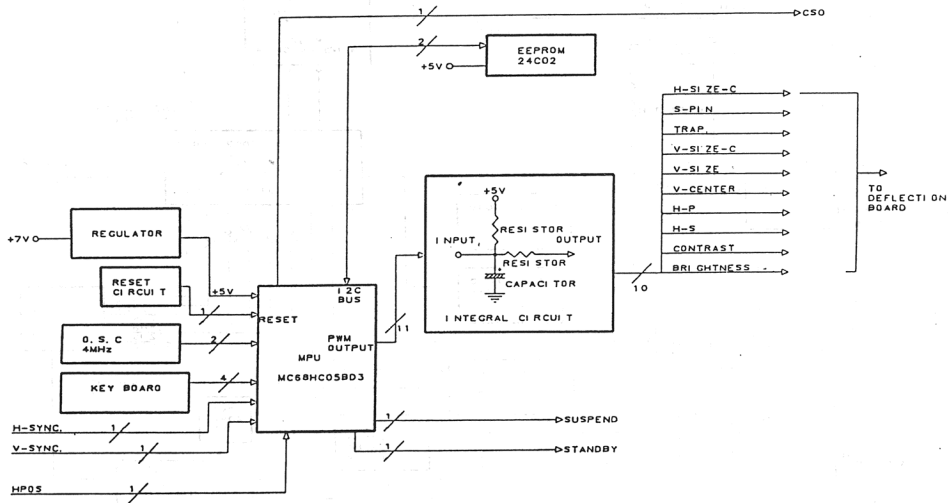 1
CSO
2
EEPROM
24C02
+5V
H-SIZE-C
S-PIN
TRAP.
V-SIZE-C
V-SIZE
V-CENTER
H-P
H-S
CONTRAST
BRIGHTNESS
10
TO
DEFLECTION
BOARD
+5V
RESISTOR
INPUT,
OUTPUT
RESISTOR
+
CAPACITOR
INTEGRAL CIRCUIT
11
+7V
REGULATOR
+5V
RESET
CIRCUIT
1
O.S.C
4MHz
2
KEY BOARD
4
H-SYNC.
1
V-SYNC.
1
HPOS
1
I2C
BUS
RESET
PWM
OUTPUT
MPU
MC68HC05BD3
1
SUSPEND
1
STANDBY